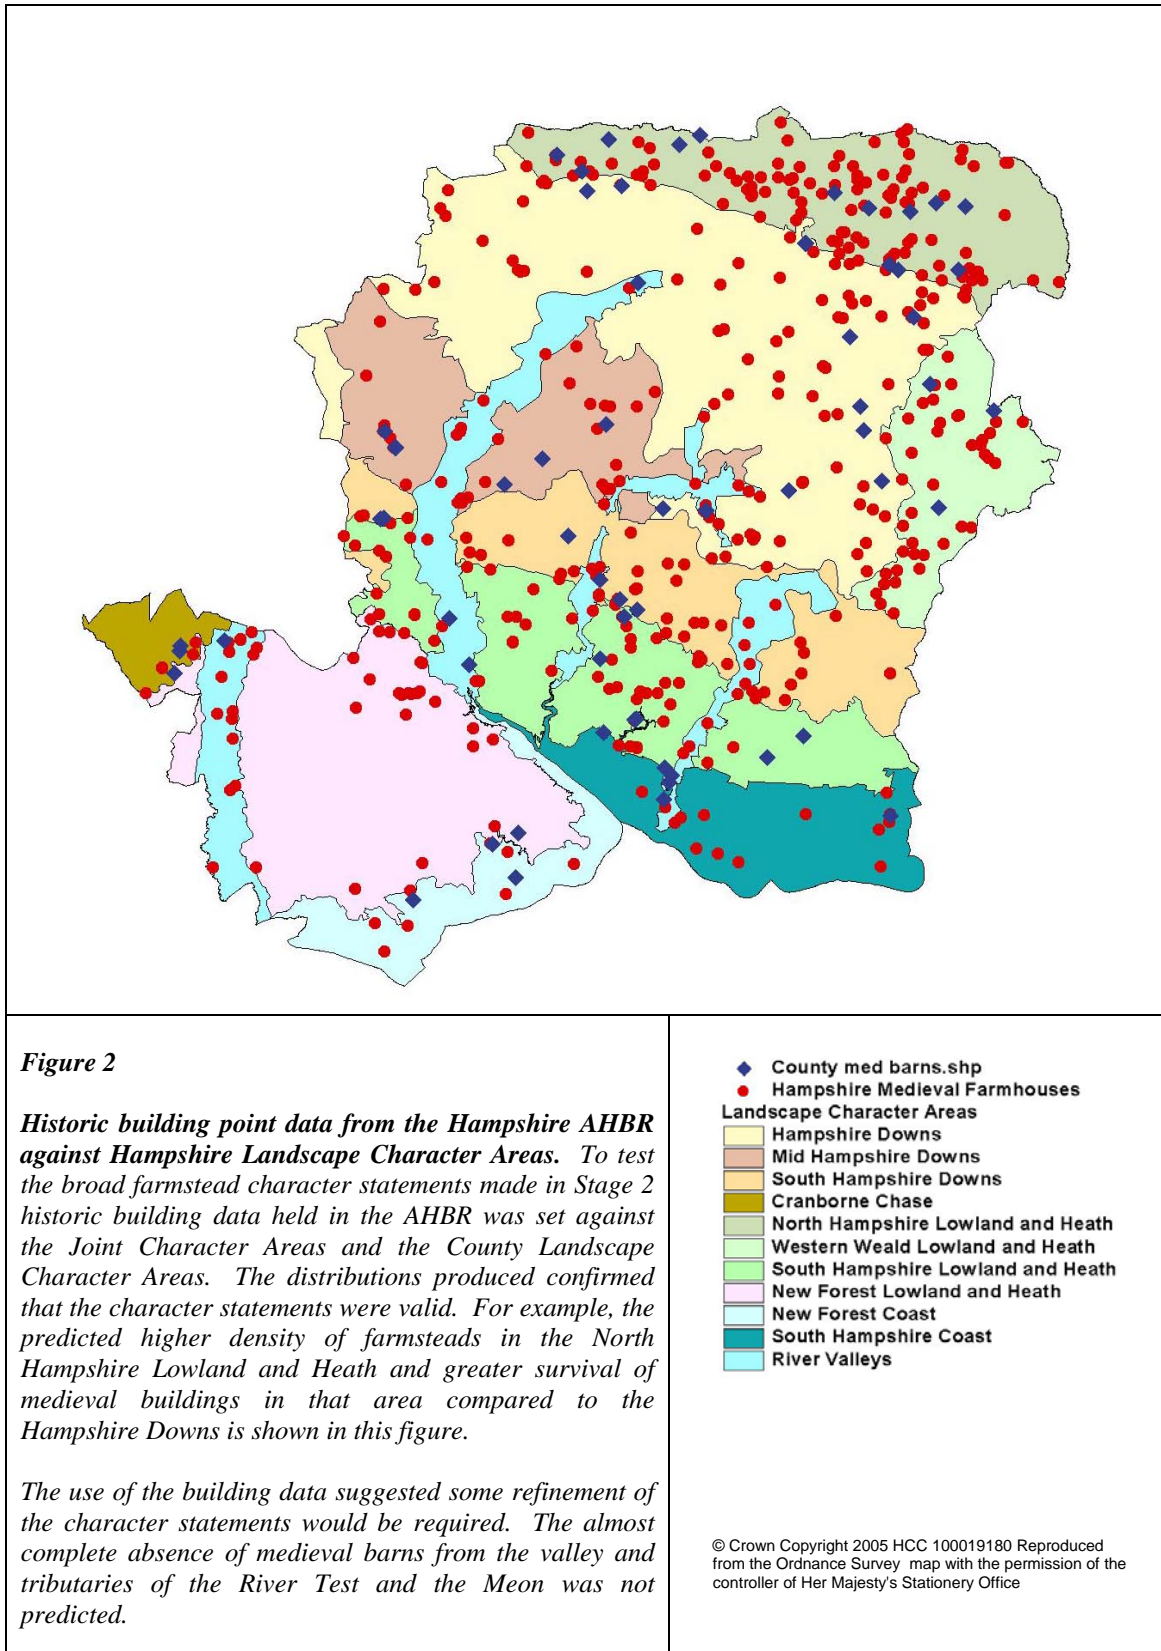 Figure 2
Historic building point data from the Hampshire AHBR
against Hampshire Landscape Character Areas. To test
the broad farmstead character statements made in Stage 2
historic building data held in the AHBR was set against
the Joint Character Areas and the County Landscape
Character Areas. The distributions produced confirmed
that the character statements were valid. For example, the
predicted higher density of farmsteads in the North
Hampshire Lowland and Heath and greater survival of
medieval buildings in that area compared to the
Hampshire Downs is shown in this figure.
The use of the building data suggested some refinement of
the character statements would be required. The almost
complete absence of medieval barns from the valley and
tributaries of the River Test and the Meon was not
predicted.
County med barns.shp
Hampshire Medieval Farmhouses
Landscape Character Areas
Hampshire Downs
Mid Hampshire Downs
South Hampshire Downs
Cranborne Chase
North Hampshire Lowland and Heath
Western Weald Lowland and Heath
South Hampshire Lowland and Heath
New Forest Lowland and Heath
New Forest Coast
South Hampshire Coast
River Valleys
© Crown Copyright 2005 HCC 100019180 Reproduced
from the Ordnance Survey map with the permission of the
controller of Her Majesty's Stationery Office